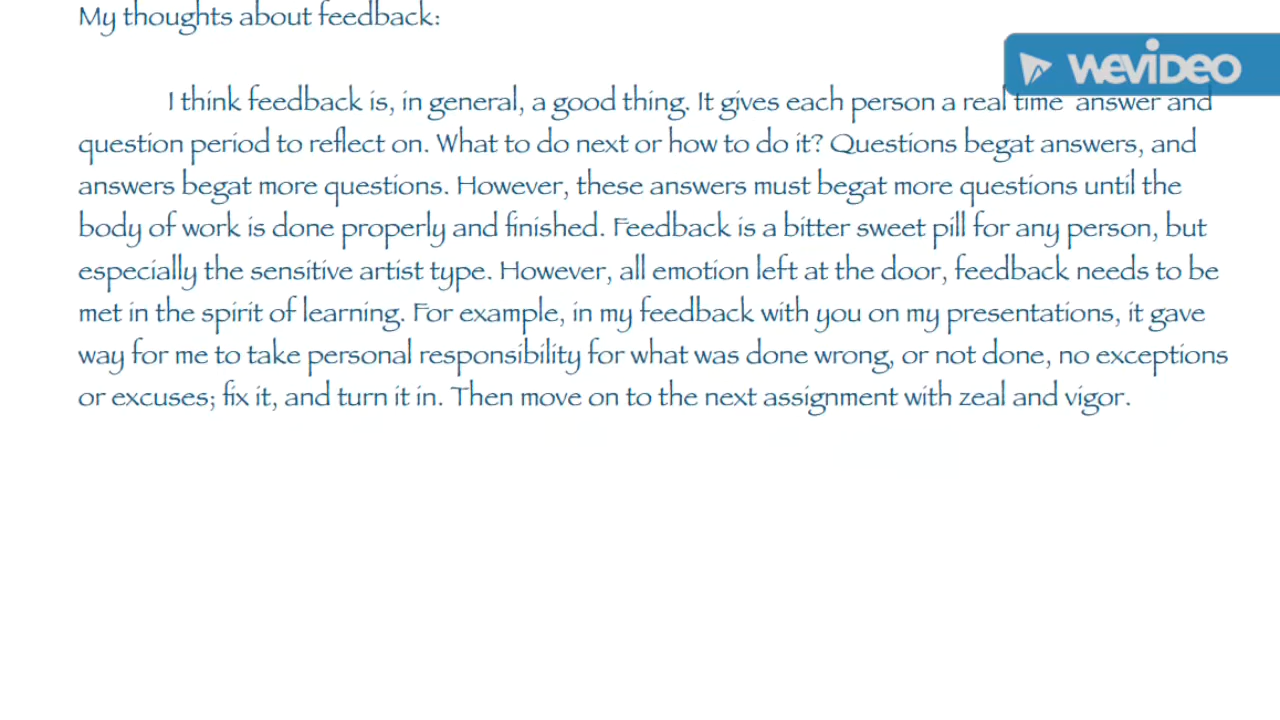 My thoughts about feedback:
WEVIDEO
I think feedback is, in general, a good thing. It gives each person a real time answer and
question period to reflect on. What to do next or how to do it? Questions begat answers, and
answers begat more questions. However, these answers must begat more questions until the
body of work is done properly and finished. Feedback is a bitter sweet pill for any person, but
especially the sensitive artist type. However, all emotion left at the door, feedback needs to be
met in the spirit of learning. For example, in my feedback with you on my presentations, it gave
way for me to take personal responsibility for what was done wrong, or not done, no exceptions
or excuses; fix it, and turn it in. Then move on to the next assignment with zeal and vigor.